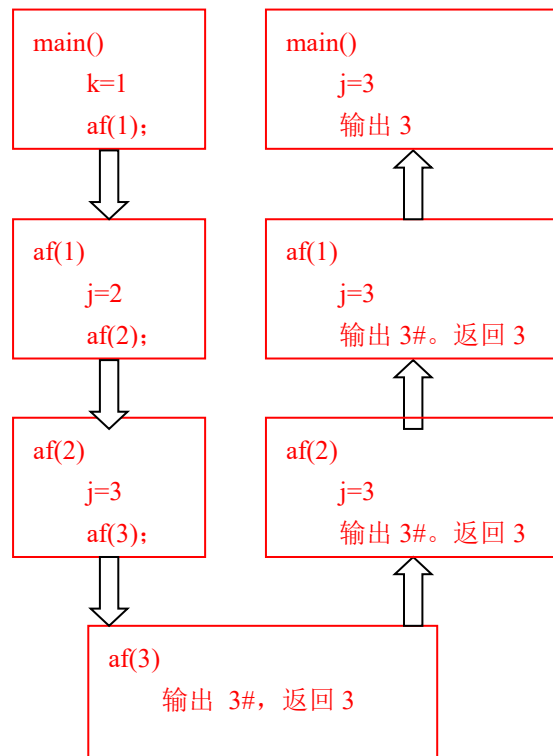 main()
k=1
af(1)；
af(1)
j=2
af(2)；
af(2)
j=3
af(3)；
af(3)
输出 3#，返回 3
af(2)
j=3
输出 3#。返回 3
af(1)
j=3
输出 3#。返回 3
main()
j=3
输出 3